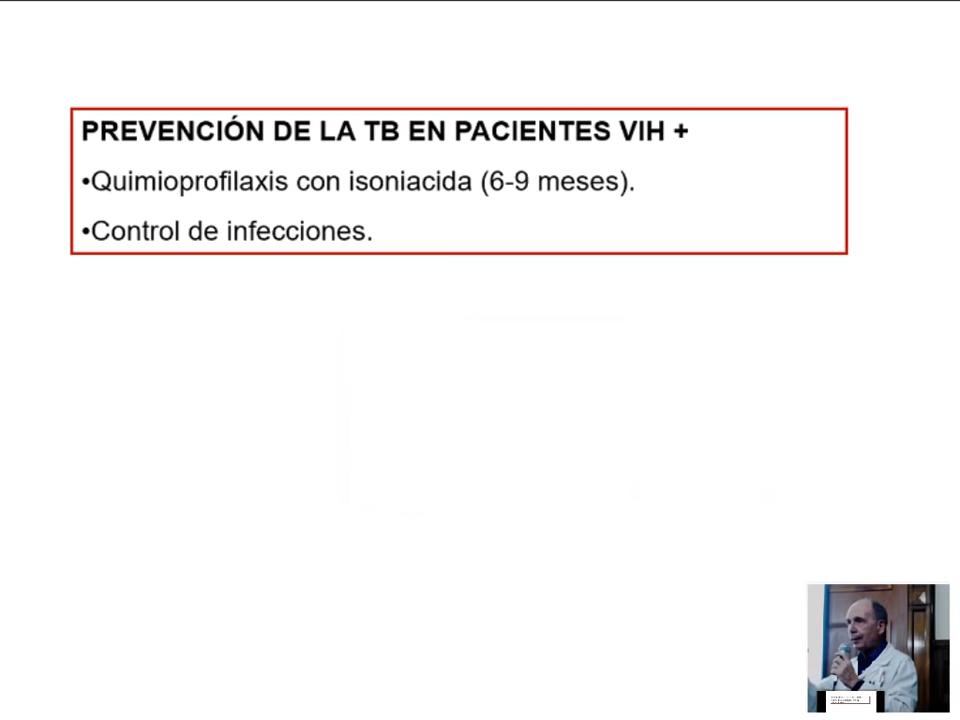 PREVENCIÓN DE LA TB EN PACIENTES VIH +
•Quimioprofilaxis con isoniacida (6-9 meses).
•Control de infecciones.